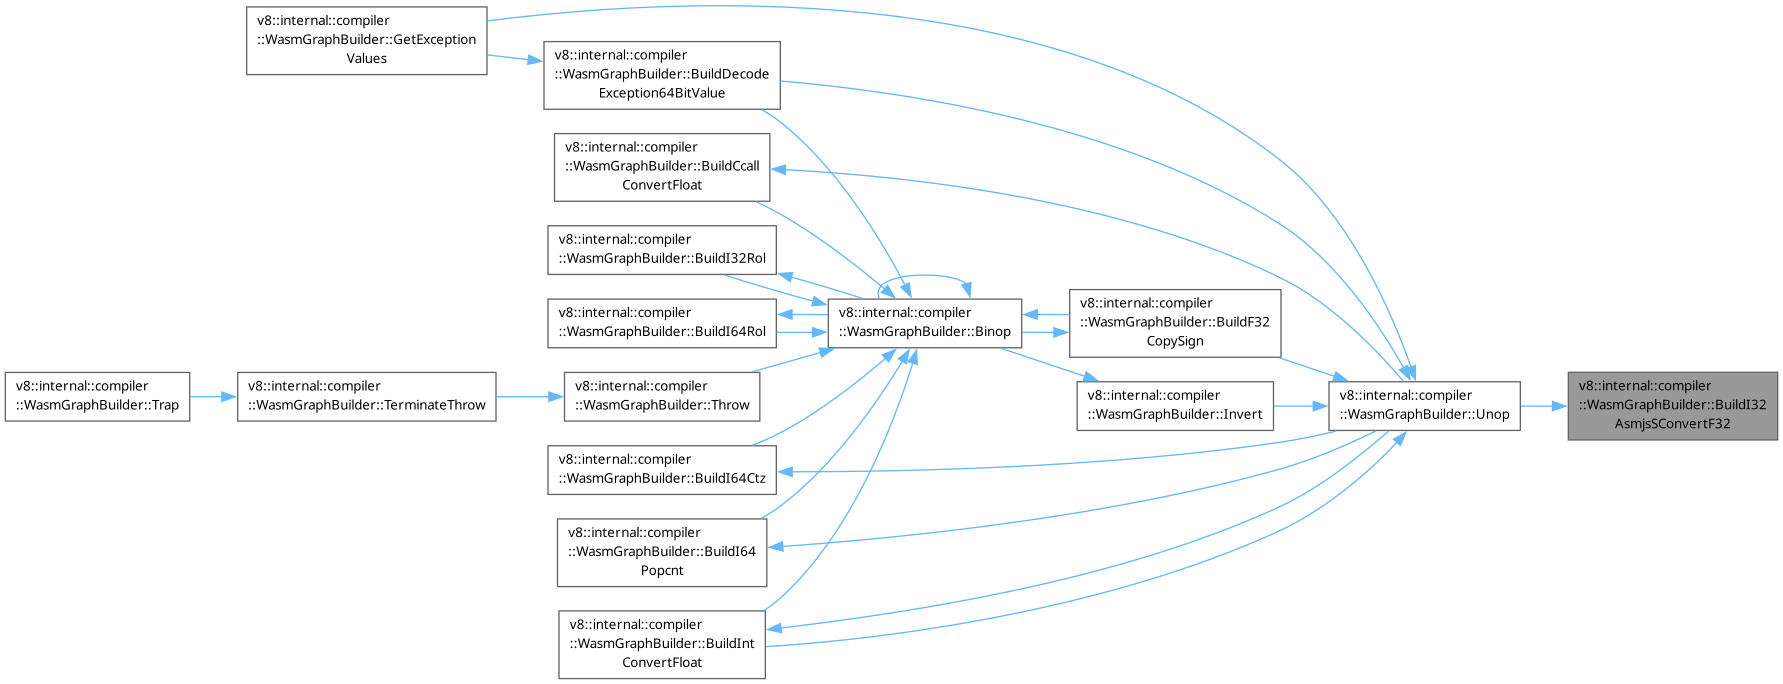 v8::internal::compiler
::WasmGraphBuilder::GetException
Values
v8::internal::compiler
::WasmGraphBuilder::BuildDecode
Exception64BitValue
v8::internal::compiler
::WasmGraphBuilder::BuildCcall
ConvertFloat
v8::internal::compiler
::WasmGraphBuilder::BuildI32Rol
v8::internal::compiler
::WasmGraphBuilder::BuildI64Rol
v8::internal::compiler
::WasmGraphBuilder::Binop
v8::internal::compiler
::WasmGraphBuilder::BuildF32
CopySign
v8::internal::compiler
::WasmGraphBuilder::Trap
v8::internal::compiler
::WasmGraphBuilder::TerminateThrow
v8::internal::compiler
::WasmGraphBuilder::Throw
v8::internal::compiler
::WasmGraphBuilder::Invert
v8::internal::compiler
::WasmGraphBuilder::Unop
v8::internal::compiler
::WasmGraphBuilder::BuildI32
AsmjsSConvertF32
v8::internal::compiler
::WasmGraphBuilder::BuildI64Ctz
v8::internal::compiler
::WasmGraphBuilder::BuildI64
Popcnt
v8::internal::compiler
::WasmGraphBuilder::BuildInt
ConvertFloat